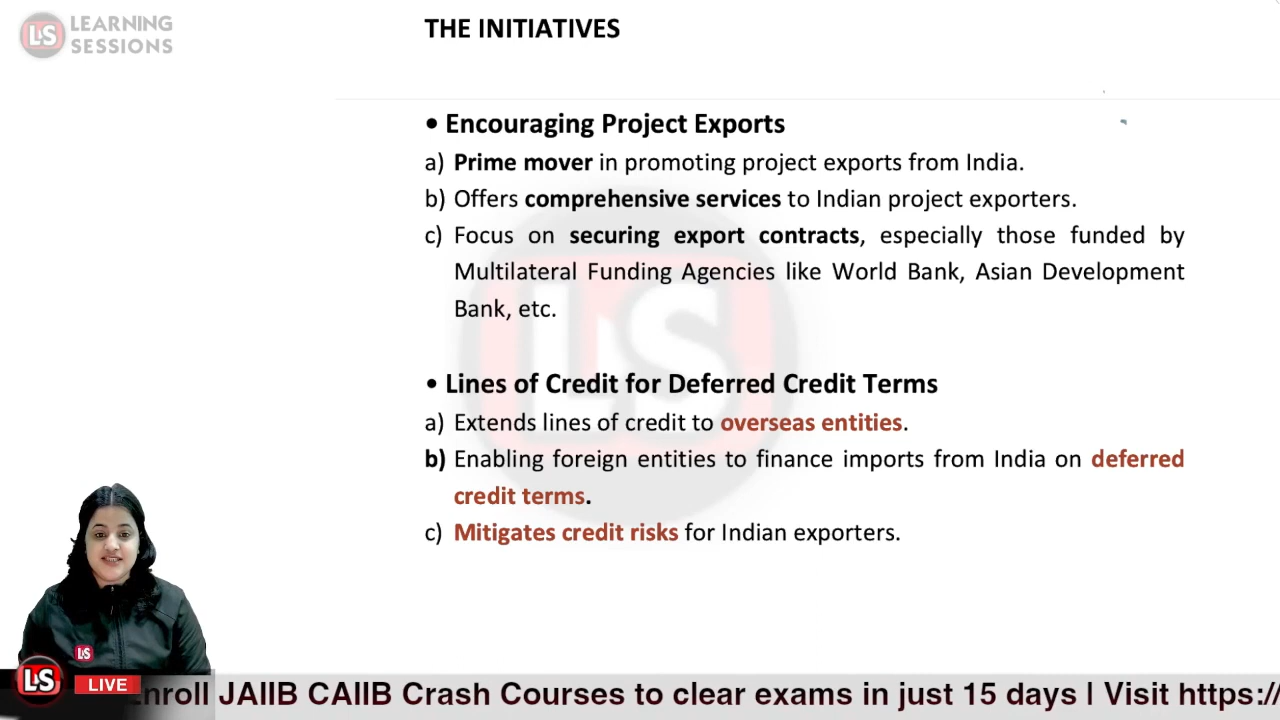 LS LEARNING
SESSIONS
THE INITIATIVES
• Encouraging Project Exports
a) Prime mover in promoting project exports from India.
b) Offers comprehensive services to Indian project exporters.
c) Focus on securing export contracts, especially those funded by
Multilateral Funding Agencies like World Bank, Asian Development
Bank, etc.
• Lines of Credit for Deferred Credit Terms
a) Extends lines of credit to overseas entities.
b) Enabling foreign entities to finance imports from India on deferred
credit terms.
c) Mitigates credit risks for Indian exporters.
LS
LS
LS LIVE
Enroll JAIIB CAIIB Crash Courses to clear exams in just 15 days | Visit https://